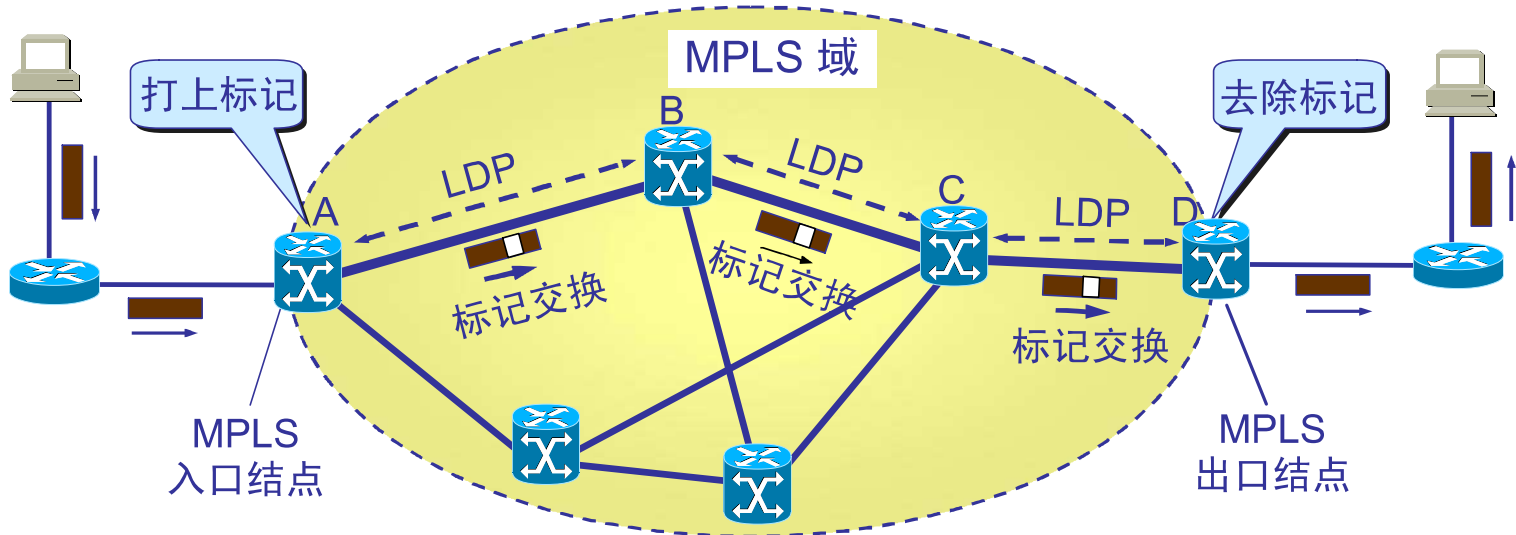 MPLS 域
打上标记
去除标记
B
LDP
LDP
C
A
LDP
D
标记交换
标记交换
标记交换
MPLS
入口结点
MPLS
出口结点